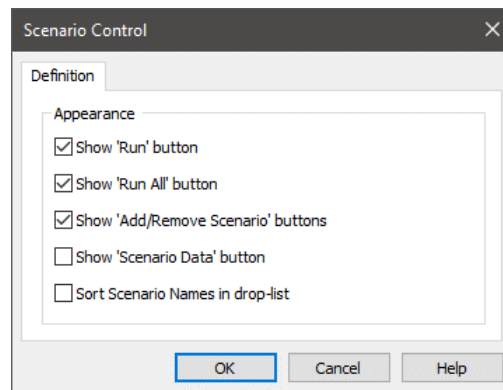 Scenario Control
Definition
Appearance
Show 'Run' button
Show 'Run All' button
Show 'Add/Remove Scenario' buttons
Show 'Scenario Data' button
Sort Scenario Names in drop-list
OK Cancel Help